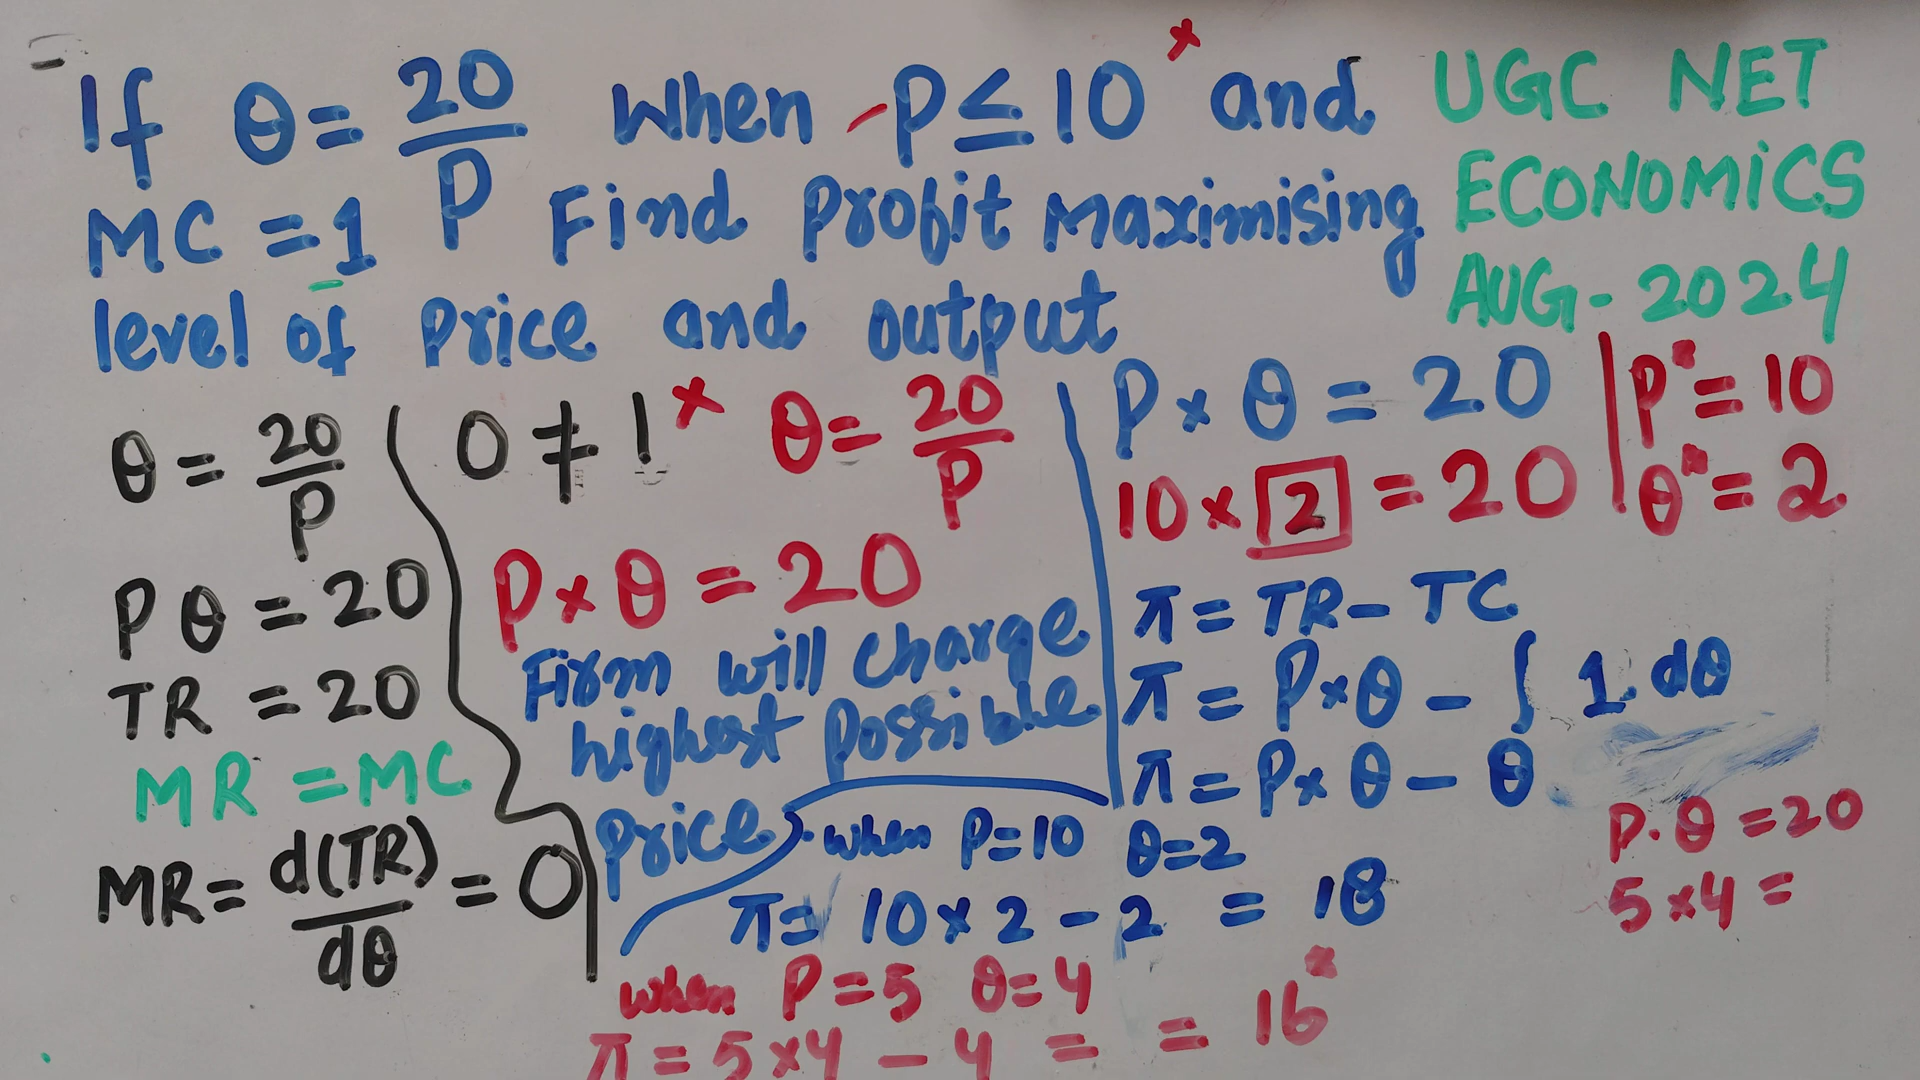 If θ = 20/P When P ≤ 10 × and
MC = 1 Find Profit Maximising
level of Price and output
UGC NET
ECONOMICS
AUG - 2024
θ = 20/P
Pθ = 20
TR = 20
MR = MC
MR = d(TR)/dθ = 0
0 ≠ 1 ×
θ = 20/P
P × θ = 20
Firm will charge
highest Possible
Price
P × θ = 20
10 × 2 = 20
P* = 10
θ* = 2
π = TR - TC
π = P × θ - ∫ 1. dθ
π = P × θ - θ
when P = 10 θ = 2
π = 10 × 2 - 2 = 18
when P = 5 θ = 4
π = 5 × 4 - 4 = = 16 ×
P . θ = 20
5 × 4 =